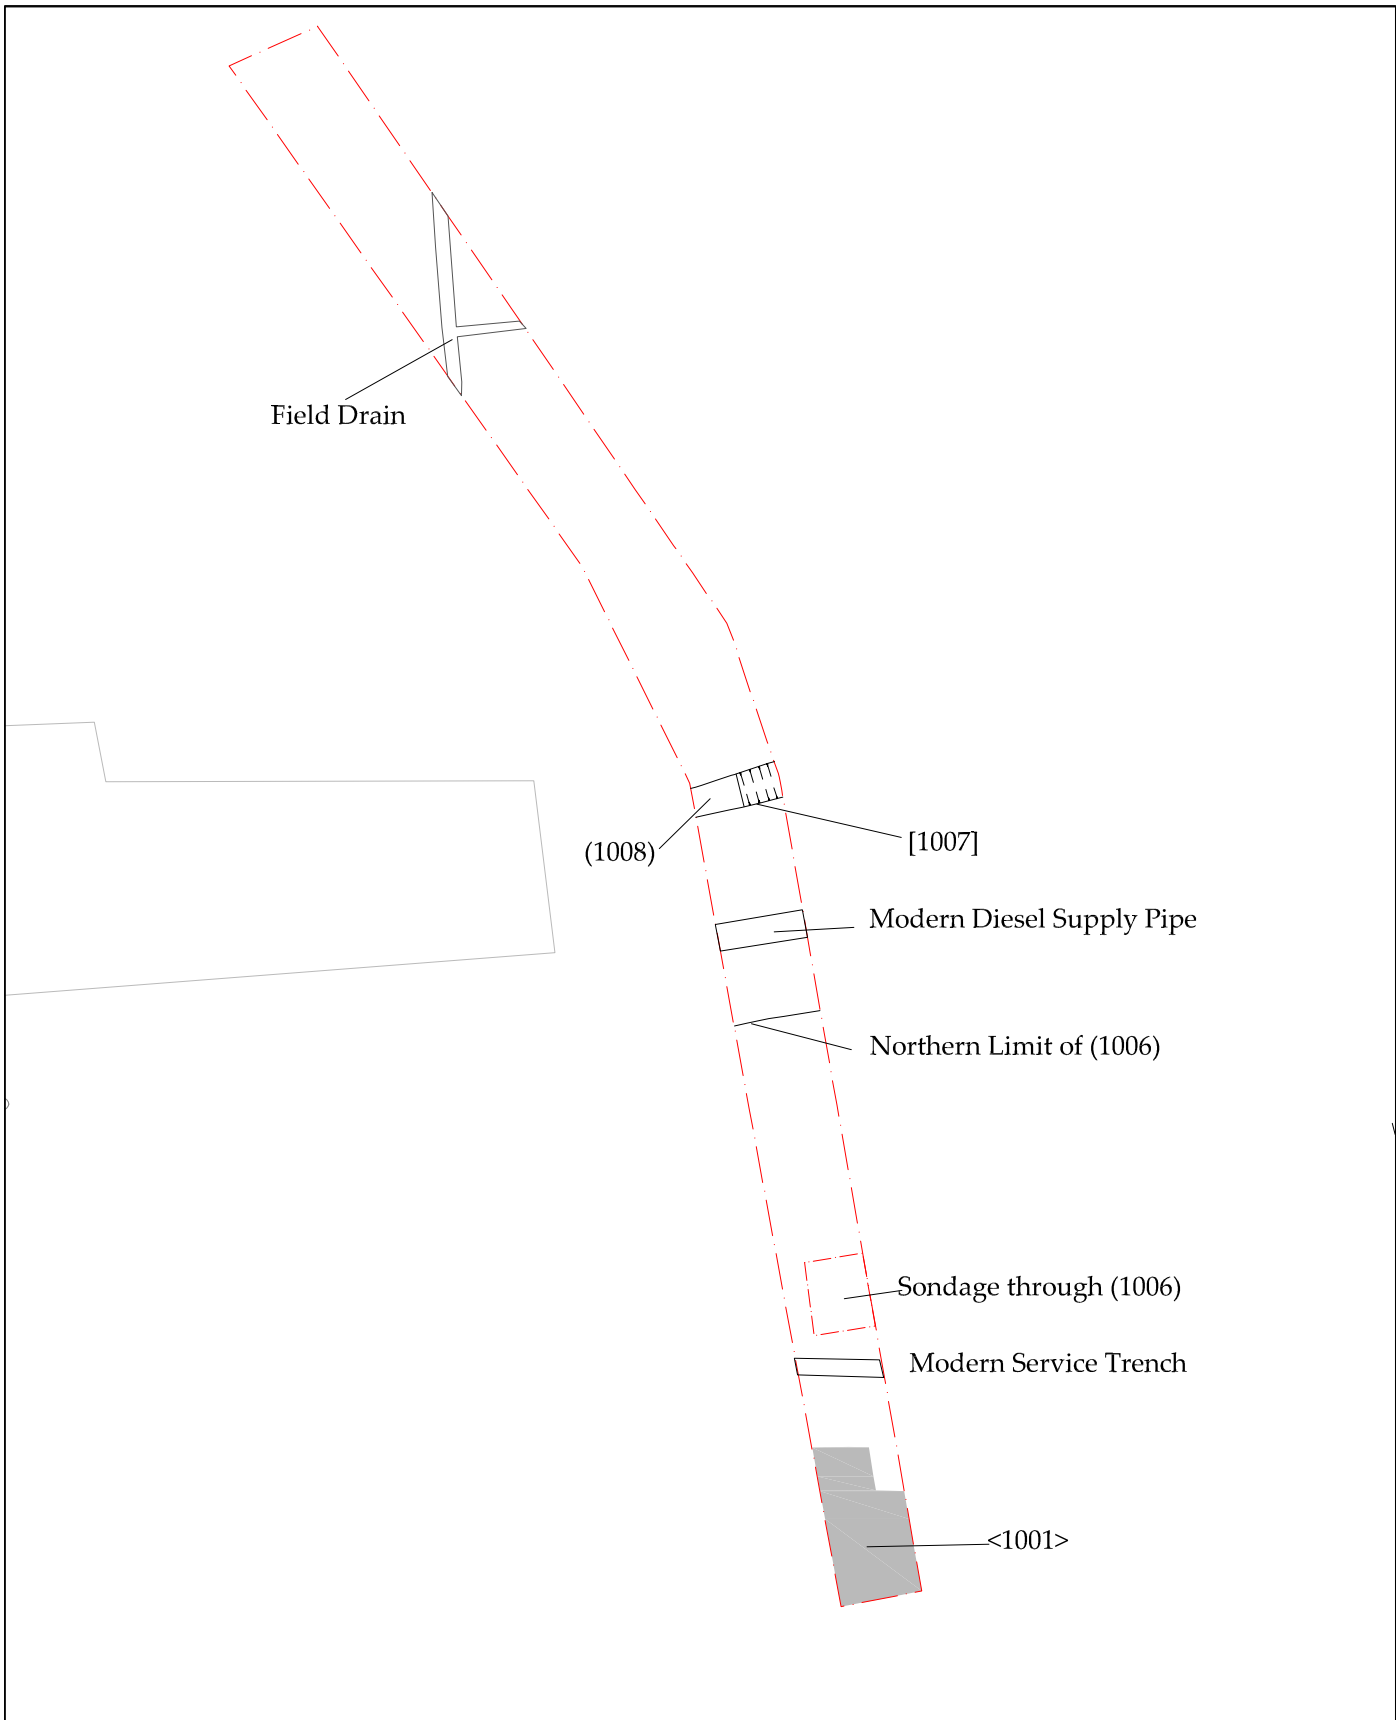 Field Drain
(1008)
[1007]
Modern Diesel Supply Pipe
Northern Limit of (1006)
Sondage through (1006)
Modern Service Trench
<1001>